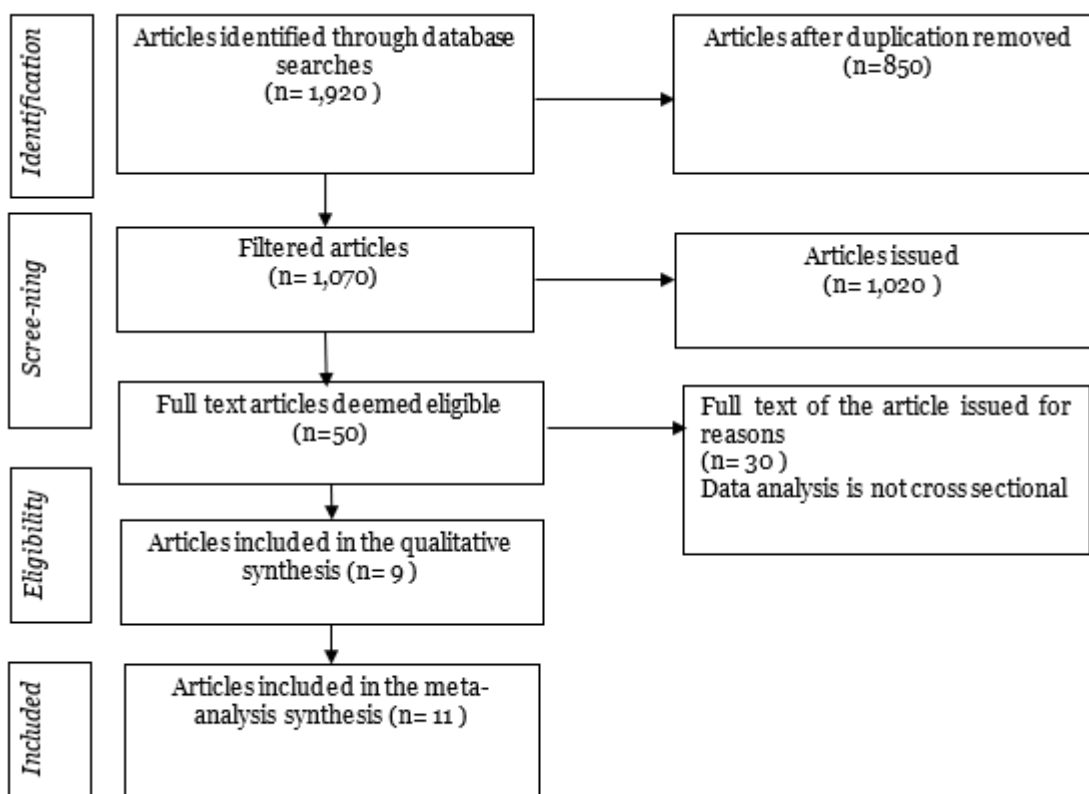 Identification
Articles identified through database
searches
(n= 1,920 )
Articles after duplication removed
(n=850)
Scree-ning
Filtered articles
(n= 1,070)
Articles issued
(n= 1,020 )
Full text articles deemed eligible
(n=50)
Full text of the article issued for
reasons
(n= 30 )
Data analysis is not cross sectional
Eligibility
Articles included in the qualitative
synthesis (n= 9 )
Included
Articles included in the meta-
analysis synthesis (n= 11 )